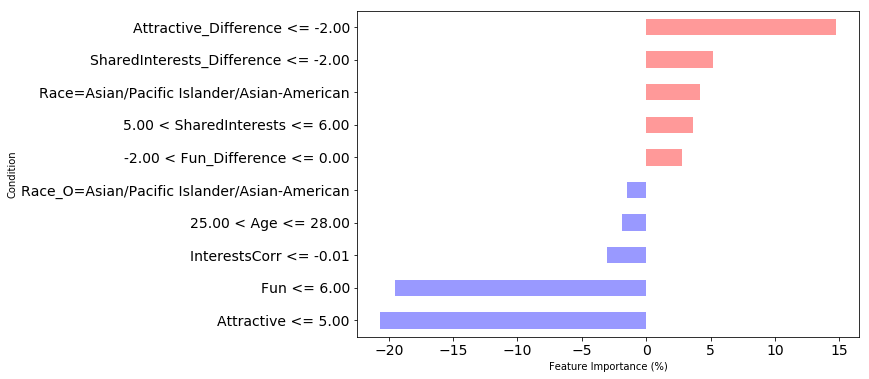 Attractive_Difference <= -2.00
SharedInterests_Difference <= -2.00
Race=Asian/Pacific Islander/Asian-American
5.00 < SharedInterests <= 6.00
-2.00 < Fun_Difference <= 0.00
Race_O=Asian/Pacific Islander/Asian-American
25.00 < Age <= 28.00
InterestsCorr <= -0.01
Fun <= 6.00
Attractive <= 5.00
Condition
−20 −15 −10 −5 0 5 10 15
Feature Importance (%)